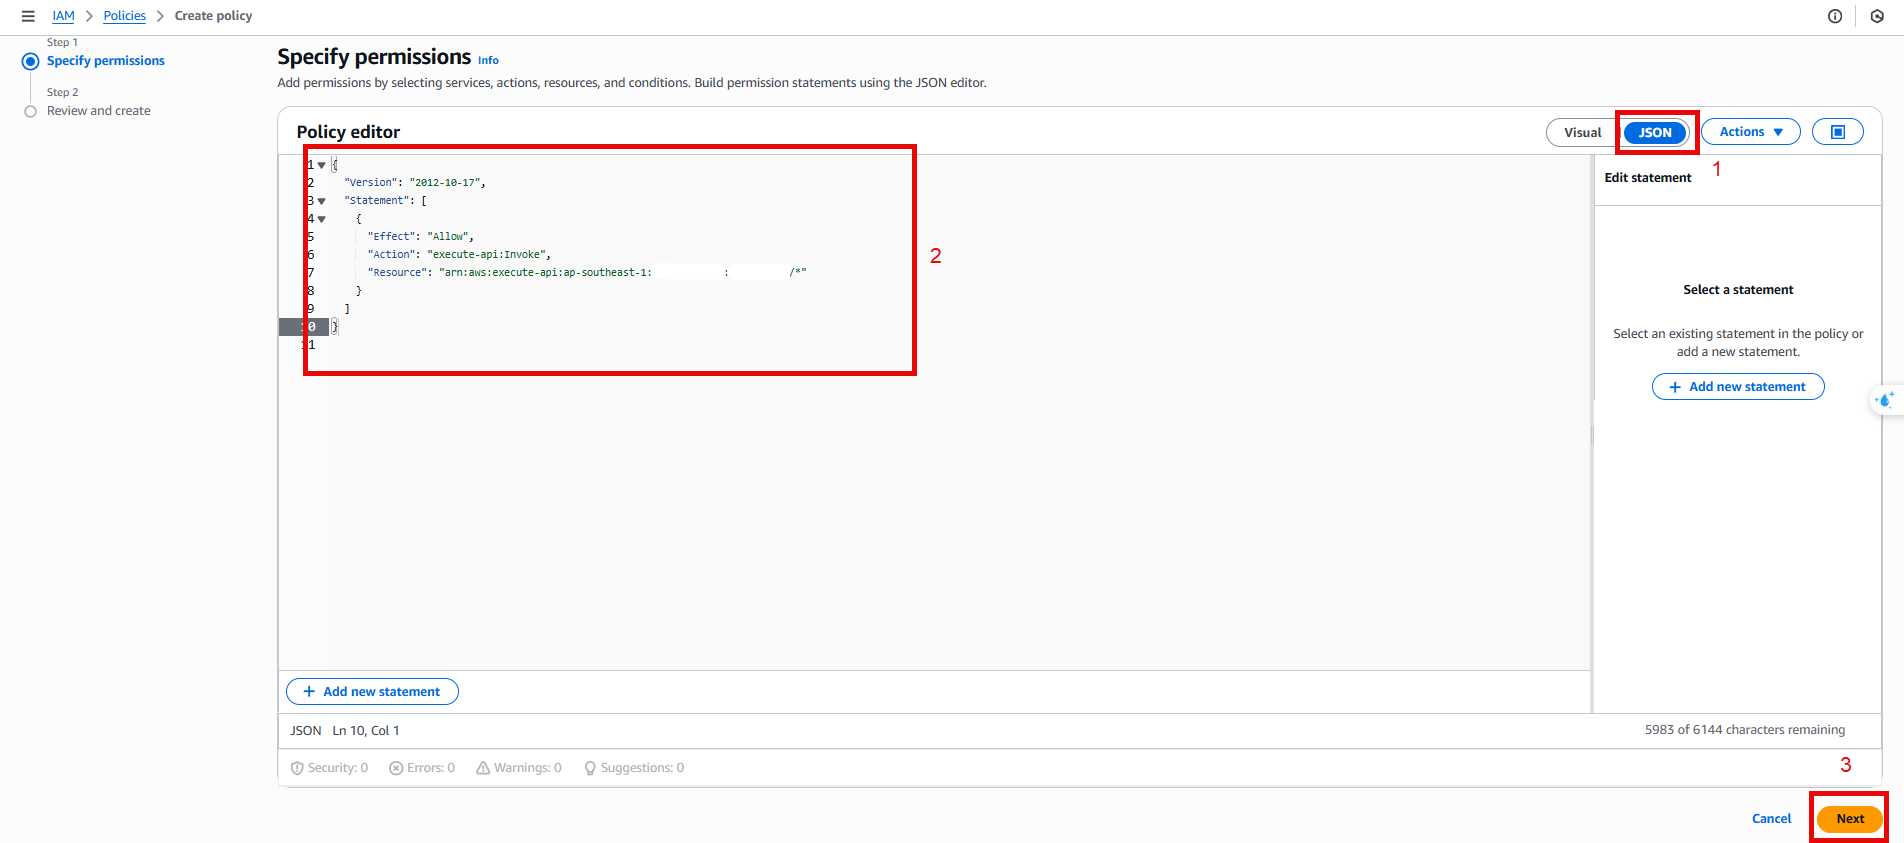 IAM > Policies > Create policy
Step 1
Specify permissions
Step 2
Review and create
Specify permissions Info
Add permissions by selecting services, actions, resources, and conditions. Build permission statements using the JSON editor.
Policy editor
Visual JSON Actions
1
1 {
2 "Version": "2012-10-17",
3 "Statement": [
4 {
5 "Effect": "Allow",
6 "Action": "execute-api:Invoke",
7 "Resource": "arn:aws:execute-api:ap-southeast-1: : /*"
8 }
9 ]
10 }
11
2
Edit statement
Select a statement
Select an existing statement in the policy or
add a new statement.
+ Add new statement
+ Add new statement
JSON Ln 10, Col 1
5983 of 6144 characters remaining
Security: 0 Errors: 0 Warnings: 0 Suggestions: 0
3
Cancel Next